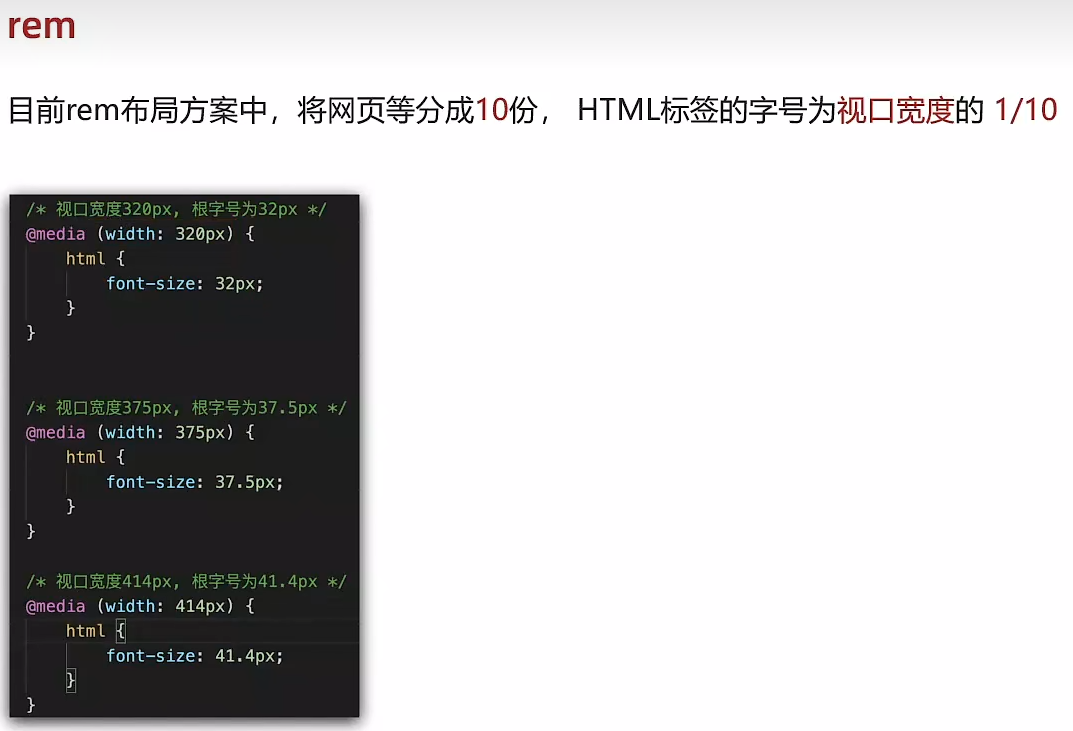 rem
目前rem布局方案中，将网页等分成10份， HTML标签的字号为视口宽度的 1/10
/* 视口宽度320px, 根字号为32px */
@media (width: 320px) {
html {
font-size: 32px;
}
}
/* 视口宽度375px, 根字号为37.5px */
@media (width: 375px) {
html {
font-size: 37.5px;
}
}
/* 视口宽度414px, 根字号为41.4px */
@media (width: 414px) {
html {
font-size: 41.4px;
}
}